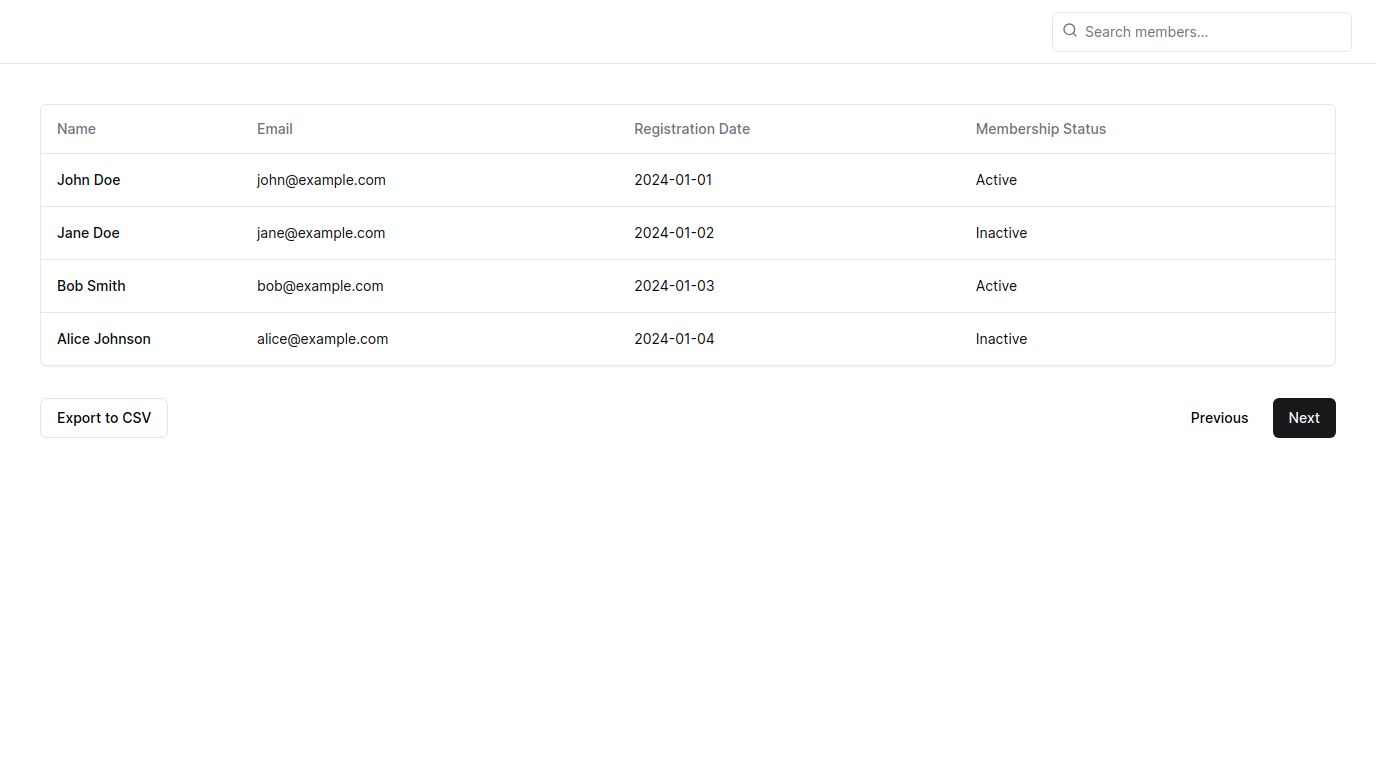 Search members...
Name Email Registration Date Membership Status
John Doe john@example.com 2024-01-01 Active
Jane Doe jane@example.com 2024-01-02 Inactive
Bob Smith bob@example.com 2024-01-03 Active
Alice Johnson alice@example.com 2024-01-04 Inactive
Export to CSV Previous Next